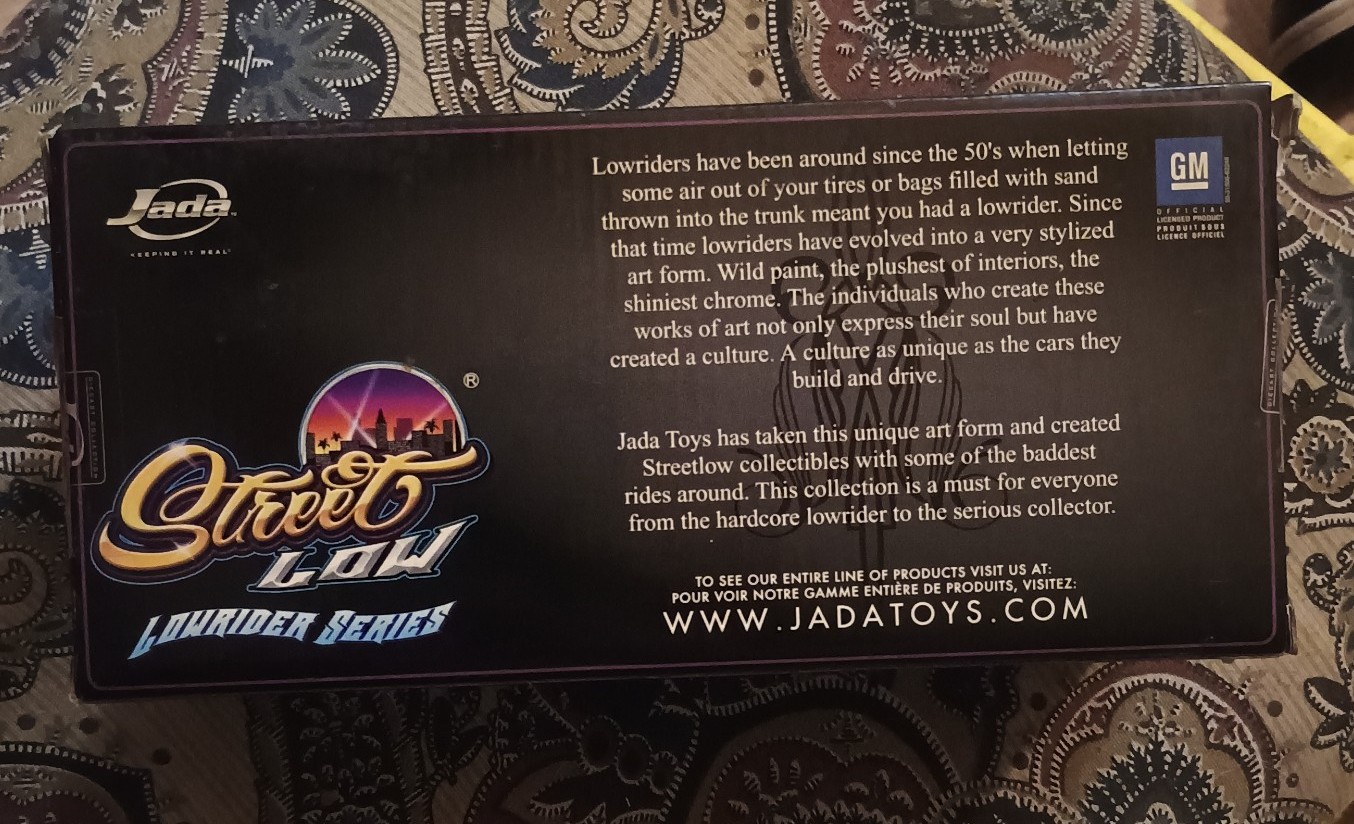 Jada
KEEPING IT REAL
Lowriders have been around since the 50's when letting
some air out of your tires or bags filled with sand
thrown into the trunk meant you had a lowrider. Since
that time lowriders have evolved into a very stylized
art form. Wild paint, the plushest of interiors, the
shiniest chrome. The individuals who create these
works of art not only express their soul but have
created a culture. A culture as unique as the cars they
build and drive.
Jada Toys has taken this unique art form and created
Streetlow collectibles with some of the baddest
rides around. This collection is a must for everyone
from the hardcore lowrider to the serious collector.
TO SEE OUR ENTIRE LINE OF PRODUCTS VISIT US AT:
POUR VOIR NOTRE GAMME ENTIÈRE DE PRODUITS, VISITEZ:
WWW.JADATOYS.COM
GM
OFFICIAL
LICENSED PRODUCT
PRODUIT SOUS
LICENCE OFFICIEL
®
Street
LOW
LOWRIDER SERIES